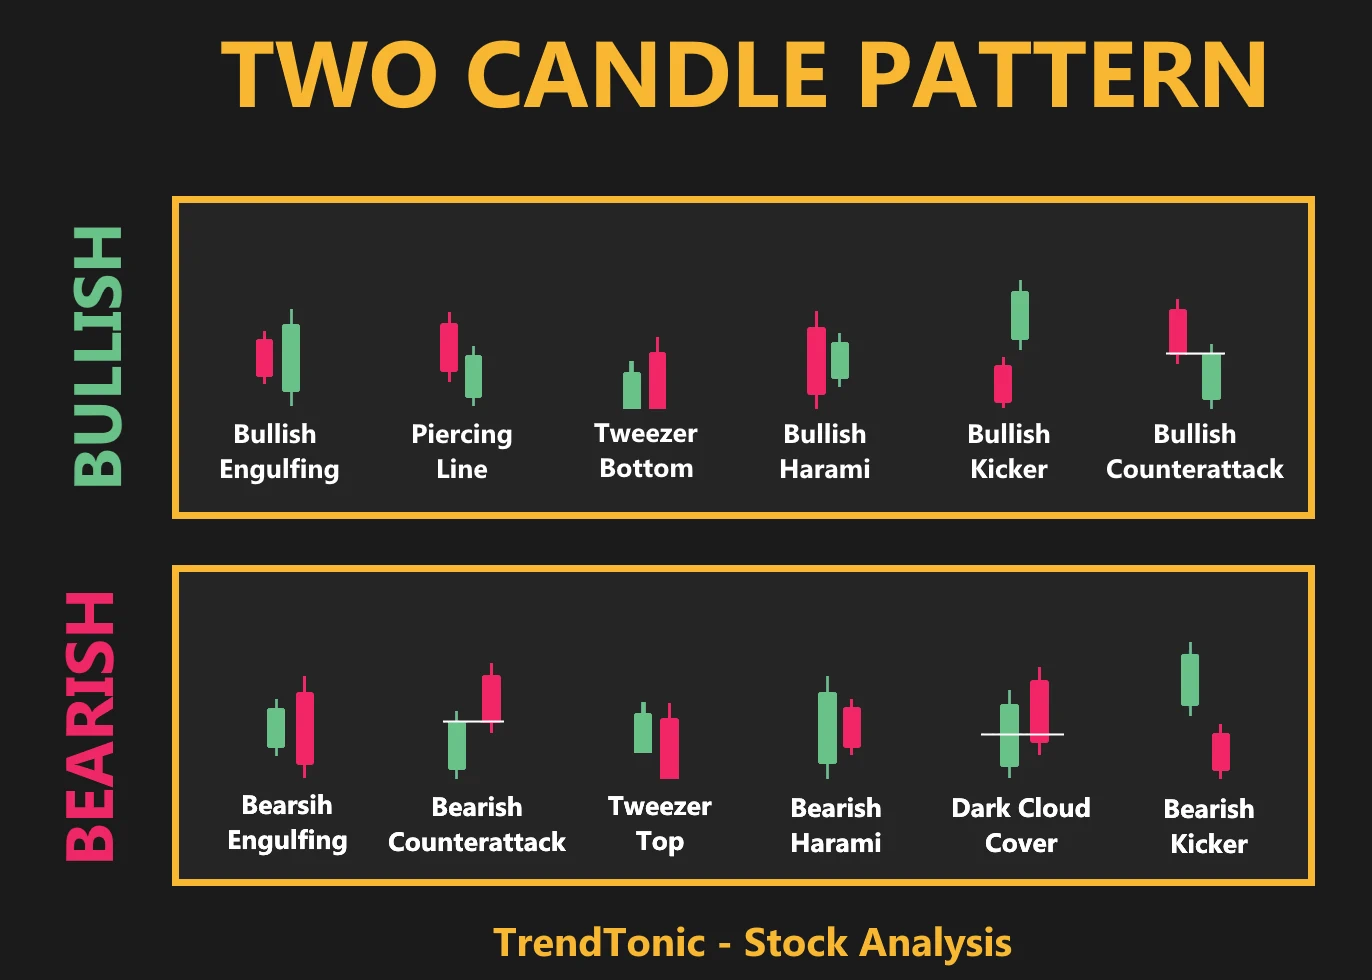 TWO CANDLE PATTERN
BULLISH
Bullish
Engulfing
Piercing
Line
Tweezer
Bottom
Bullish
Harami
Bullish
Kicker
Bullish
Counterattack
BEARISH
Bearsih
Engulfing
Bearish
Counterattack
Tweezer
Top
Bearish
Harami
Dark Cloud
Cover
Bearish
Kicker
TrendTonic - Stock Analysis